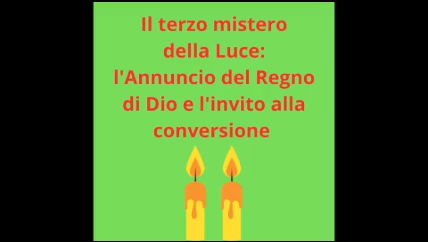 Il terzo mistero
della Luce:
l'Annuncio del Regno
di Dio e l'invito alla
conversione